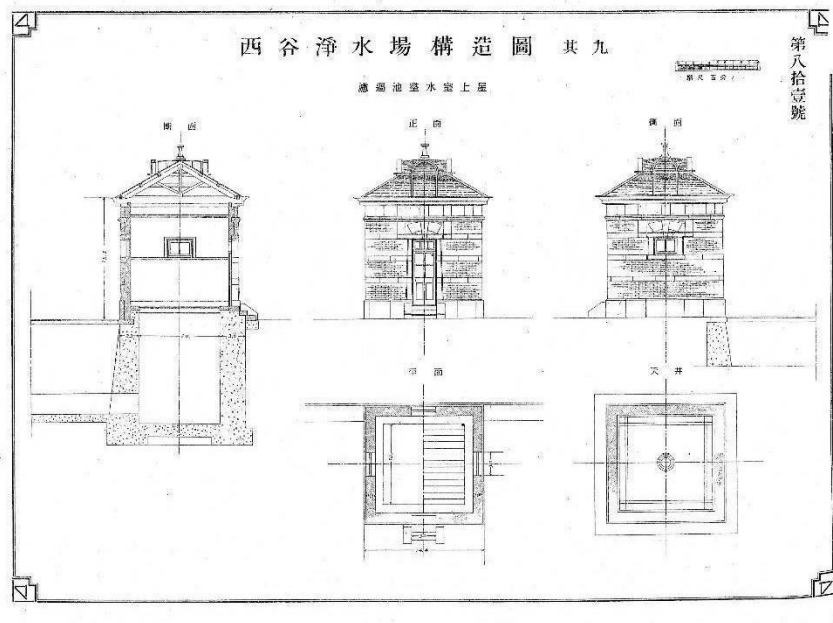 西谷淨水場構造圖 其九
第八拾壹號
濾過池水室上屋
斷面
正面
側面
平面
天井